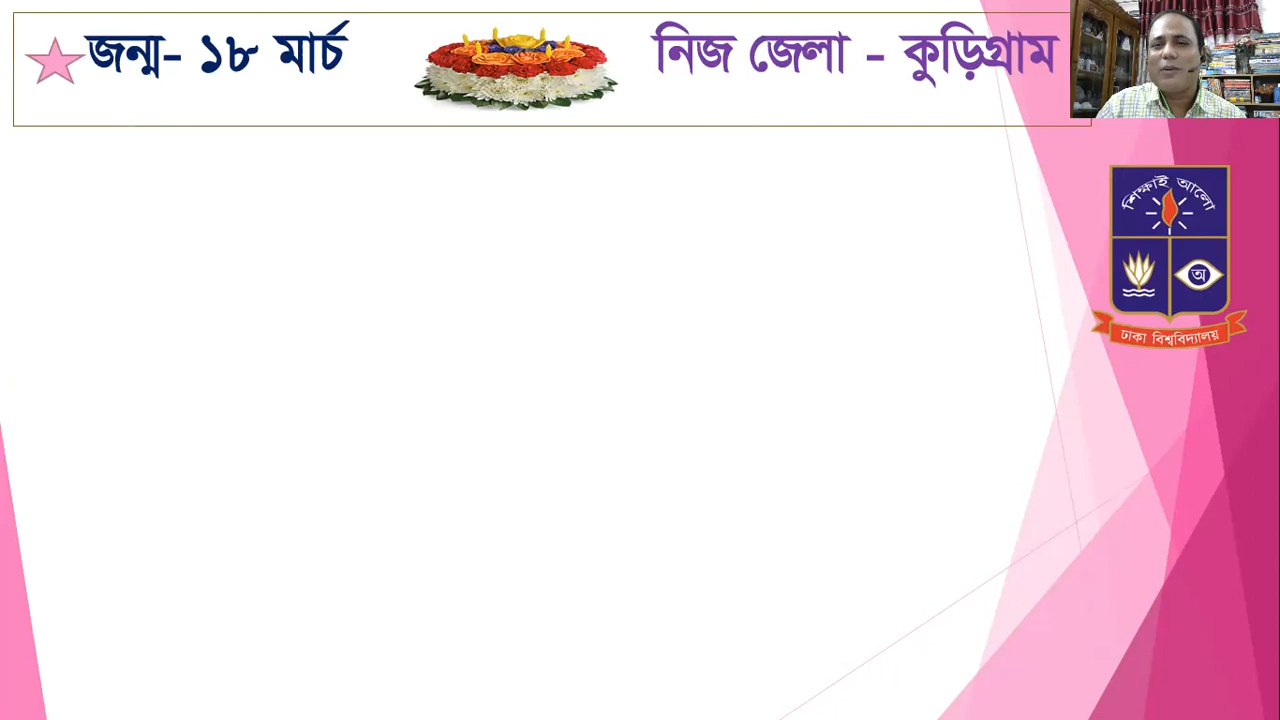 জন্ম- ১৮ মার্চ
নিজ জেলা - কুড়িগ্রাম
শিক্ষাই আলো
অ
ঢাকা বিশ্ববিদ্যালয়